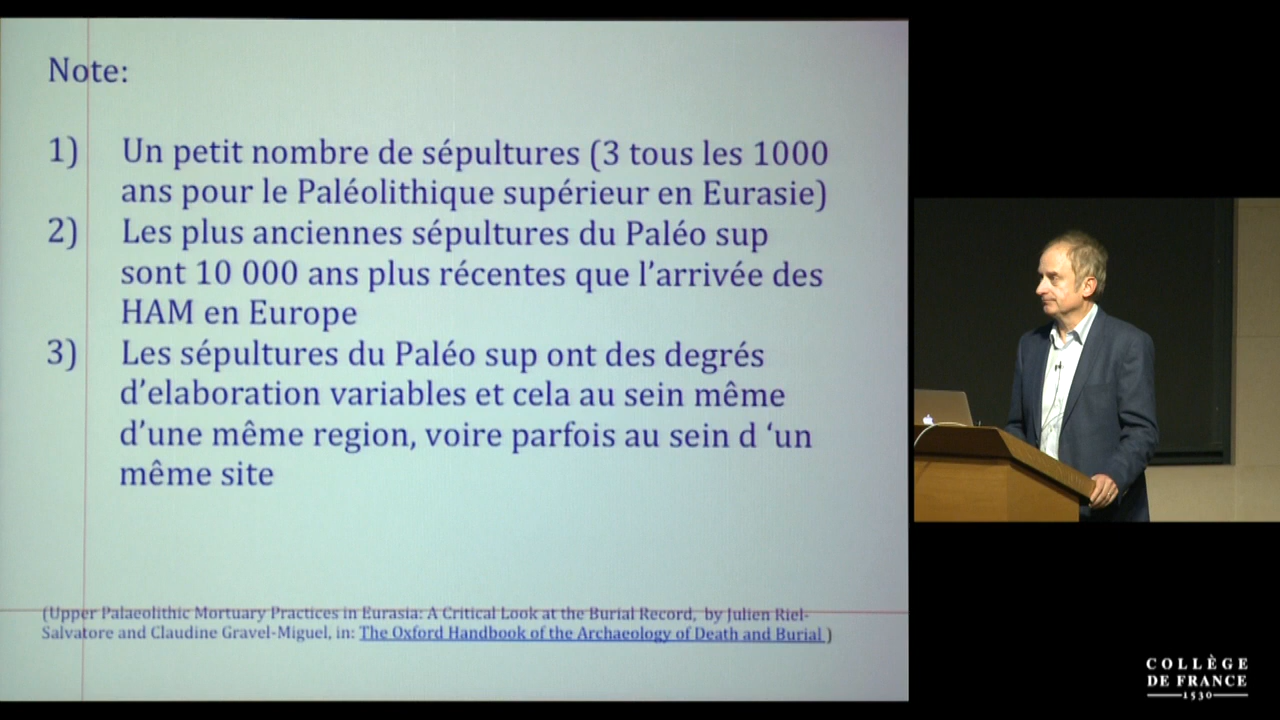 Note:
1) Un petit nombre de sépultures (3 tous les 1000
ans pour le Paléolithique supérieur en Eurasie)
2) Les plus anciennes sépultures du Paléo sup
sont 10 000 ans plus récentes que l'arrivée des
HAM en Europe
3) Les sépultures du Paléo sup ont des degrés
d'elaboration variables et cela au sein même
d'une même region, voire parfois au sein d ‘un
même site
(Upper Palaeolithic Mortuary Practices in Eurasia: A Critical Look at the Burial Record, by Julien Riel-
Salvatore and Claudine Gravel-Miguel, in: The Oxford Handbook of the Archaeology of Death and Burial )
COLLÈGE
DE FRANCE
1530